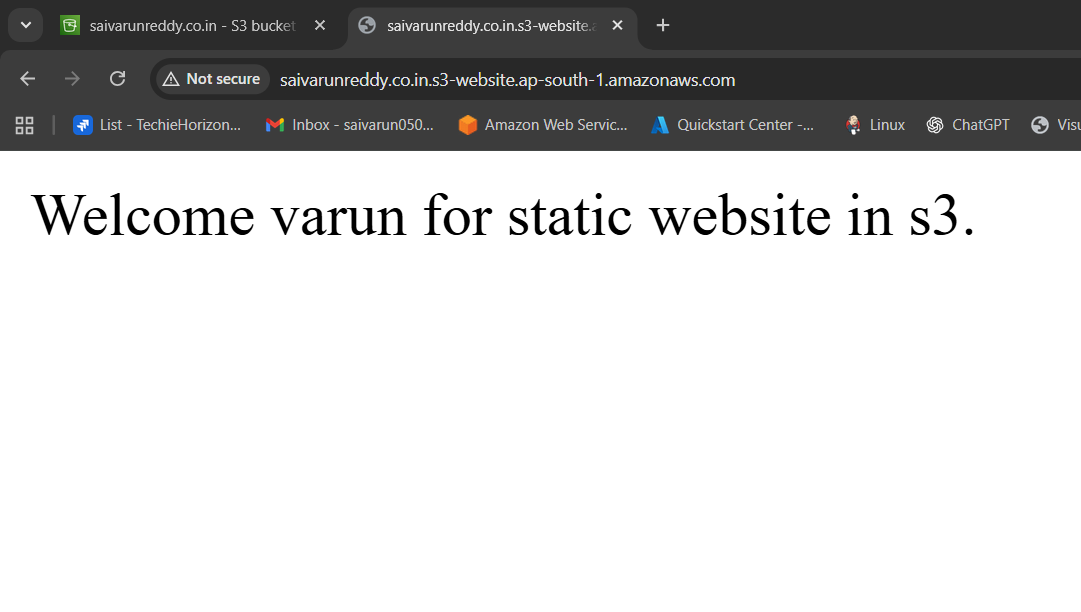 saivarunreddy.co.in - S3 bucket
saivarunreddy.co.in.s3-website.a
Not secure saivarunreddy.co.in.s3-website.ap-south-1.amazonaws.com
List - TechieHorizon... Inbox - saivarun050... Amazon Web Servic... Quickstart Center -... Linux ChatGPT Visu
Welcome varun for static website in s3.